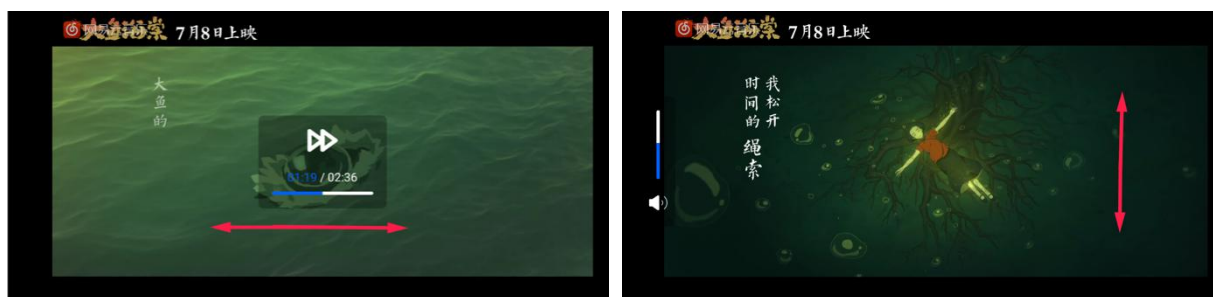 大鱼海棠 7月8日上映
大鱼的
01:19 / 02:36
大鱼海棠 7月8日上映
我松开
时间的 绳索